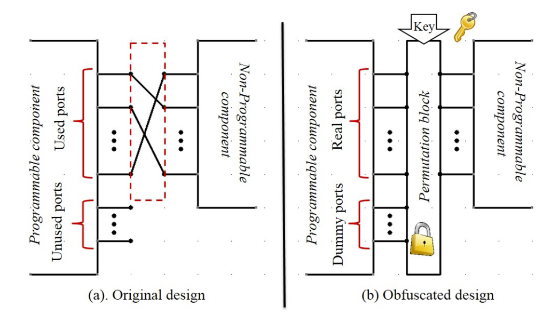 Programmable component
Used ports
Unused ports
Non-Programmable
component
(a). Original design
Key
Programmable component
Real ports
Dummy ports
Permutation block
Non-Programmable
component
(b) Obfuscated design